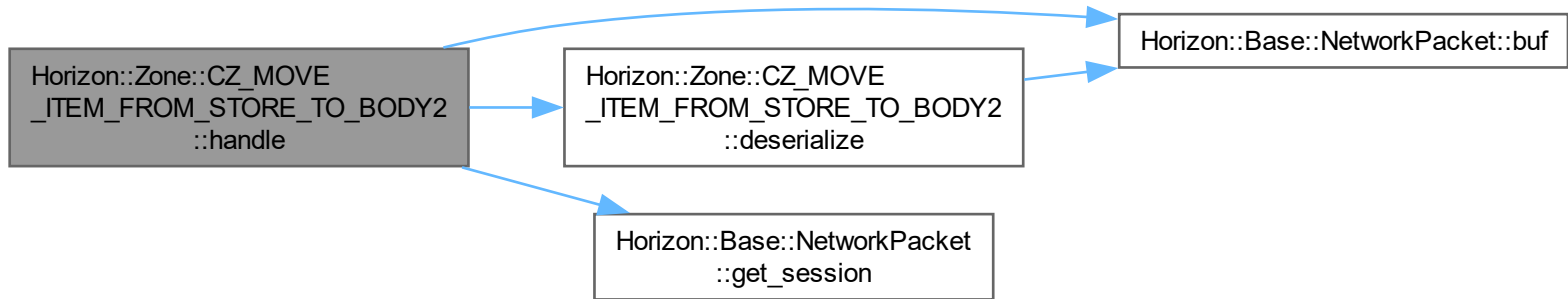 Horizon::Zone::CZ_MOVE
_ITEM_FROM_STORE_TO_BODY2
::handle
Horizon::Zone::CZ_MOVE
_ITEM_FROM_STORE_TO_BODY2
::deserialize
Horizon::Base::NetworkPacket::buf
Horizon::Base::NetworkPacket
::get_session